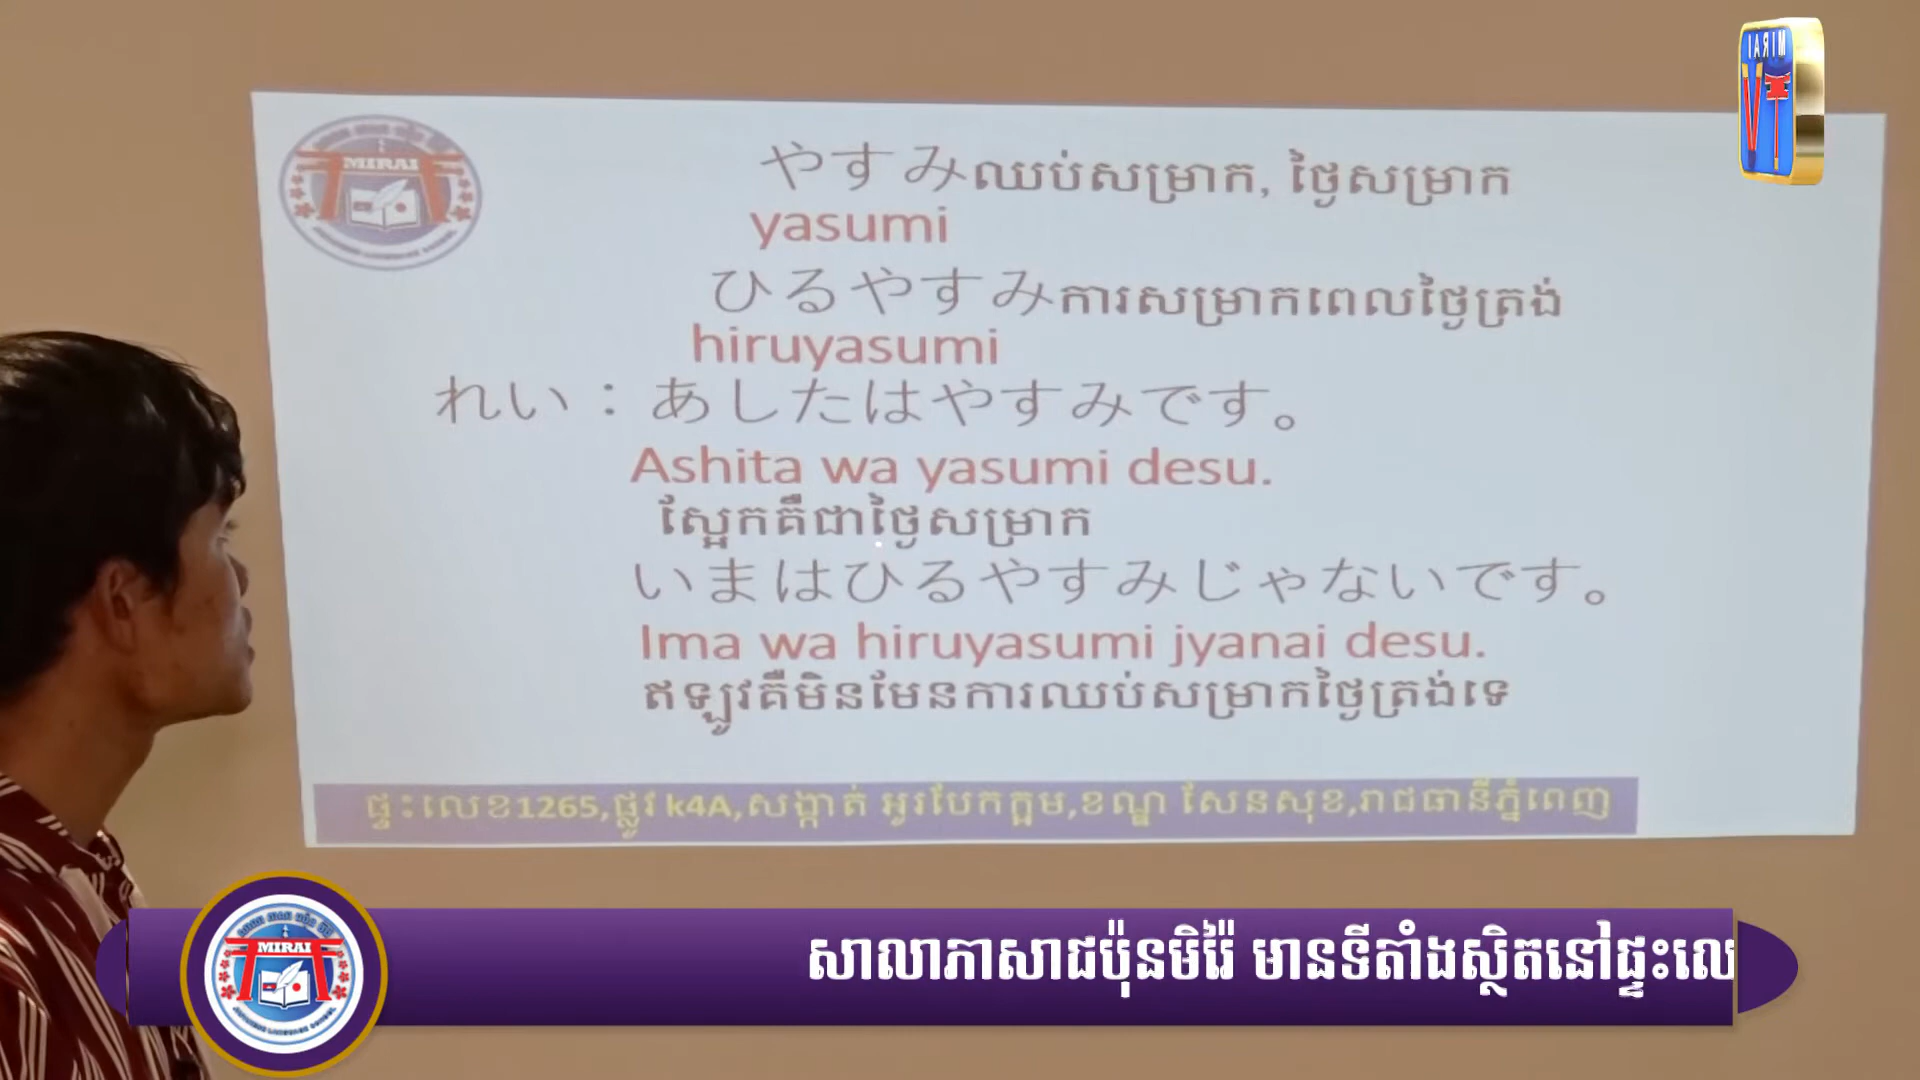 MIRAI
MIRAI
やすみឈប់សម្រាក, ថ្ងៃសម្រាក
yasumi
ひるやすみការសម្រាកពេលថ្ងៃត្រង់
hiruyasumi
れい：あしたはやすみです。
Ashita wa yasumi desu.
ស្អែកគឺជាថ្ងៃសម្រាក
いまはひるやすみじゃないです。
Ima wa hiruyasumi jyanai desu.
ឥឡូវគឺមិនមែនការឈប់សម្រាកថ្ងៃត្រង់ទេ
ផ្ទះលេខ1265,ផ្លូវ k4A,សង្កាត់ អូរបែកក្អម,ខណ្ឌ សែនសុខ,រាជធានីភ្នំពេញ
MIRAI
សាលាភាសាជប៉ុនមិរ៉ៃ មានទីតាំងស្ថិតនៅផ្ទះលេ